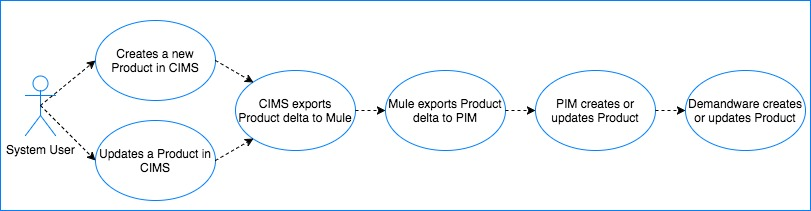 Creates a new
Product in CIMS
System User
Updates a Product in
CIMS
CIMS exports
Product delta to Mule
Mule exports Product
delta to PIM
PIM creates or
updates Product
Demandware creates
or updates Product